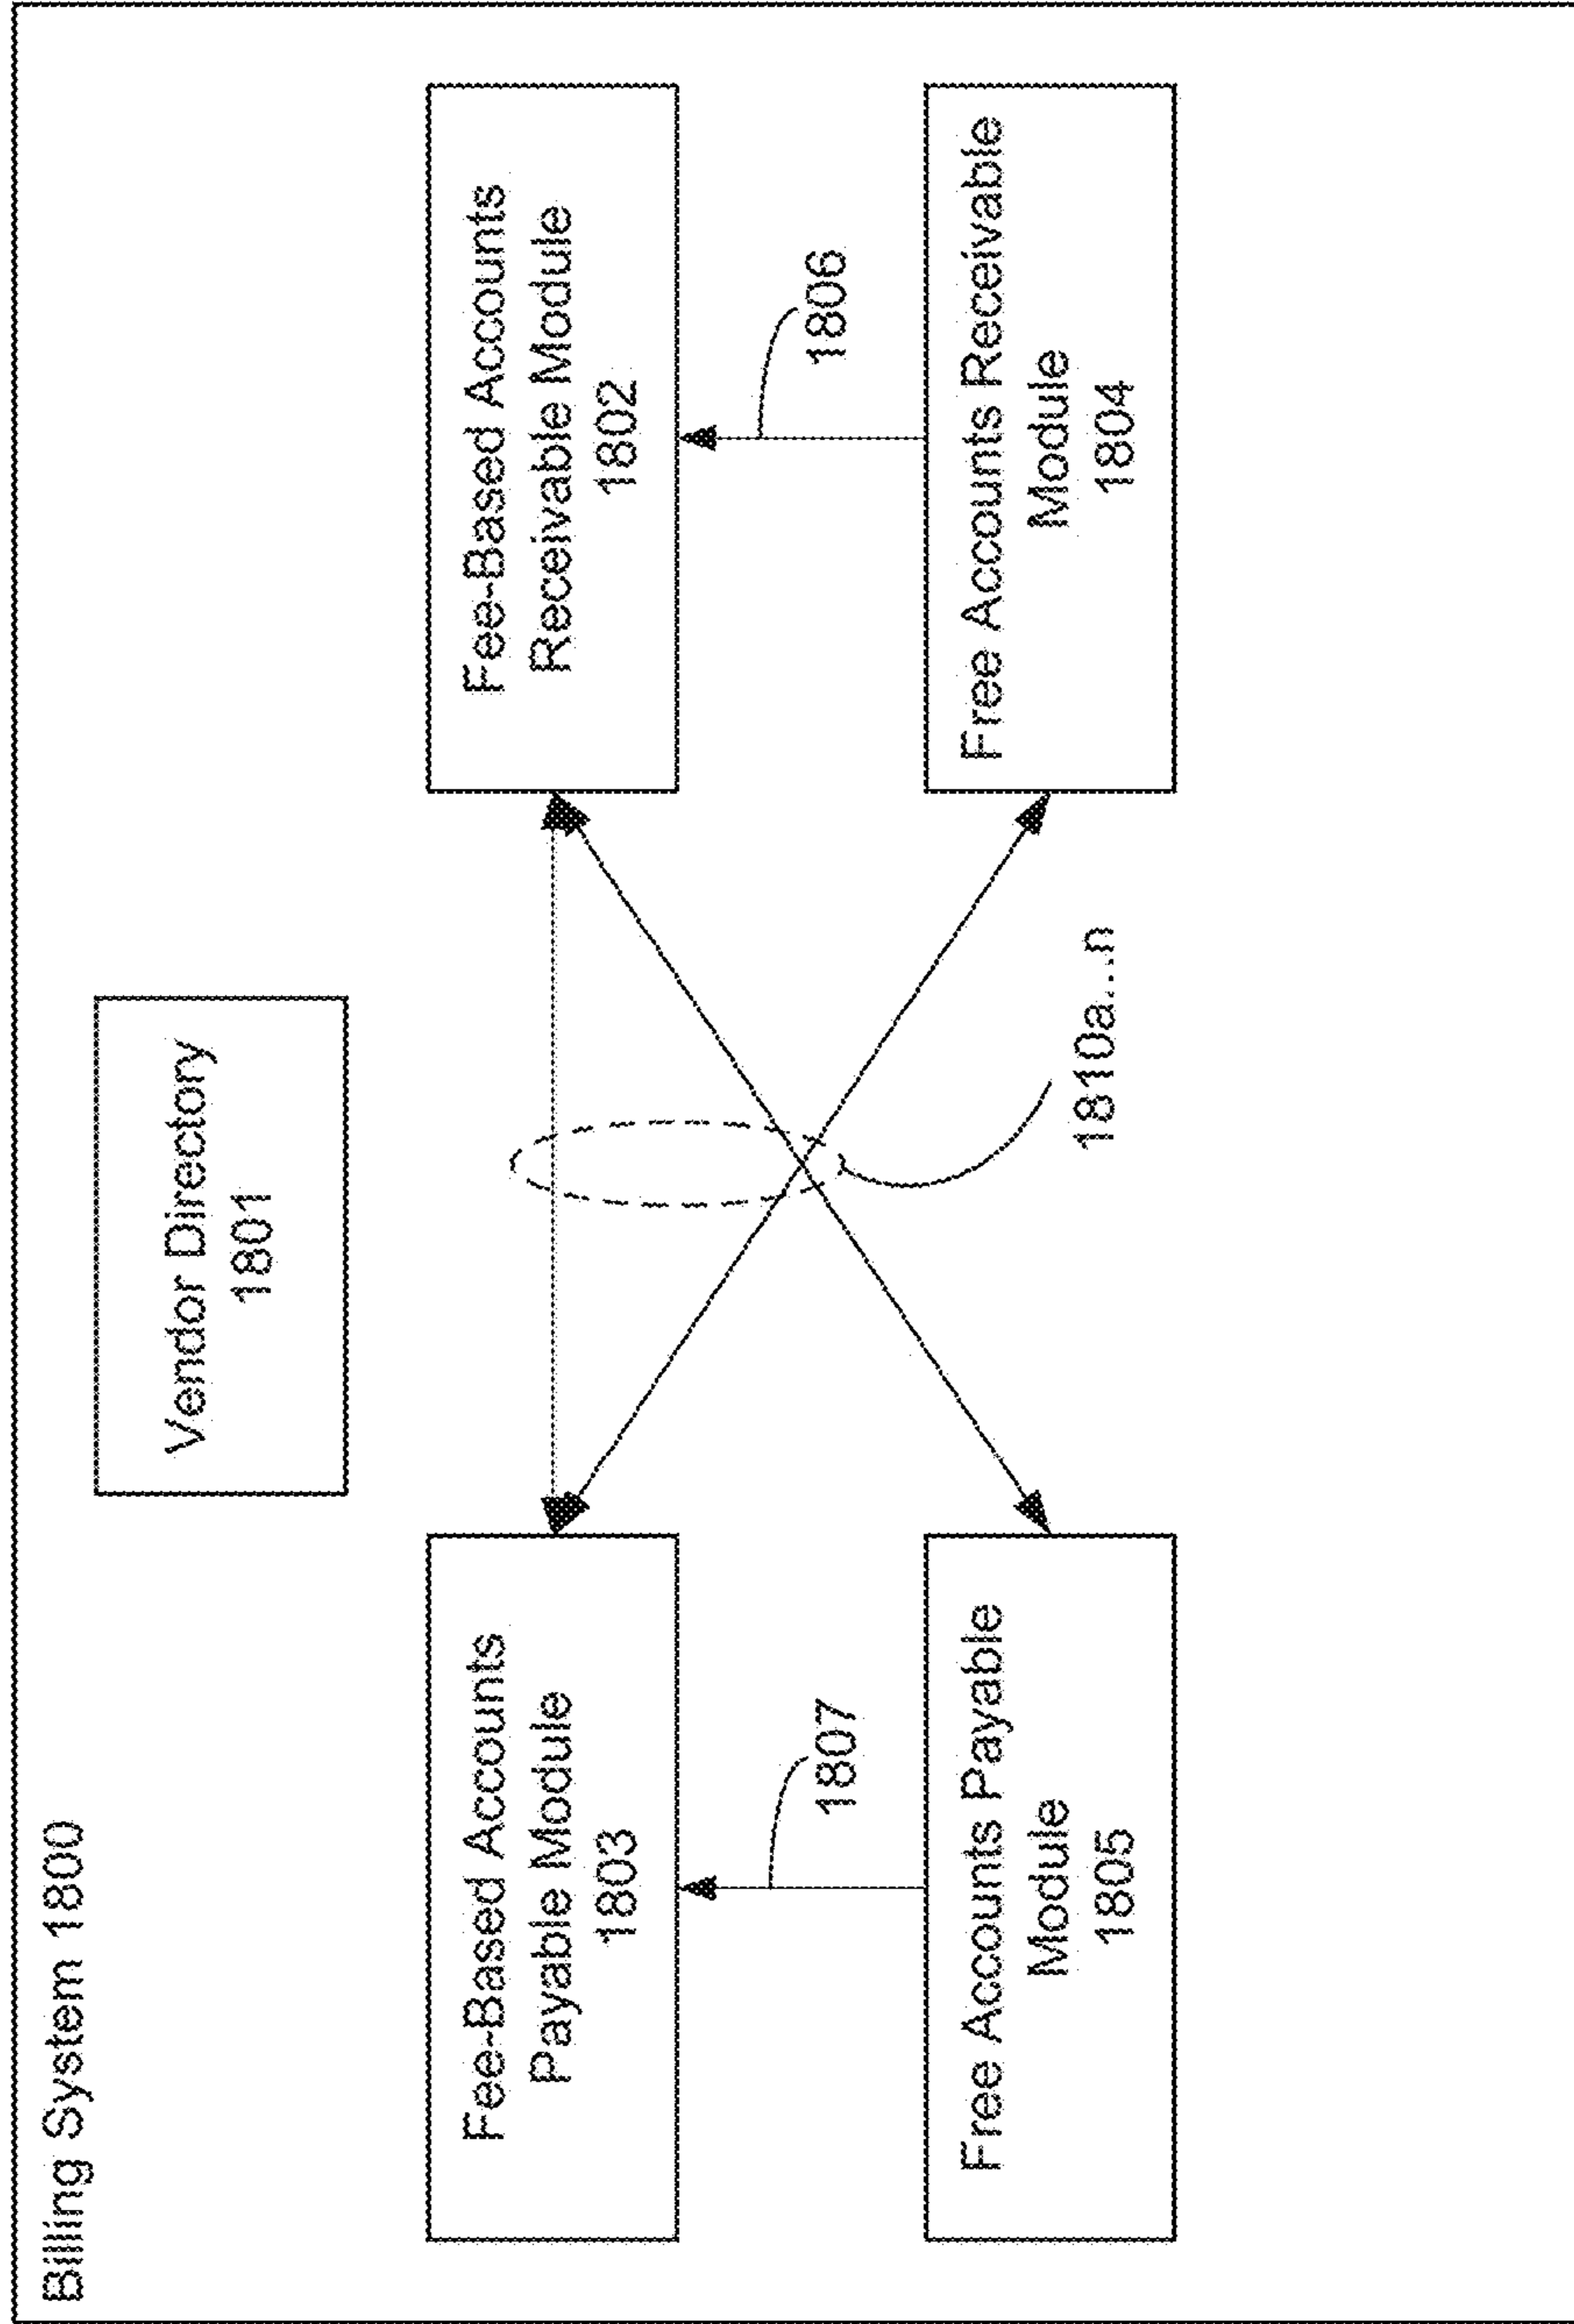 Billing System 1800
Vendor Directory
1801
Fee-Based Accounts
Payable Module
1803
Fee-Based Accounts
Receivable Module
1802
1807
1806
Free Accounts Payable
Module
1805
1810a...n
Free Accounts Receivable
Module
1804